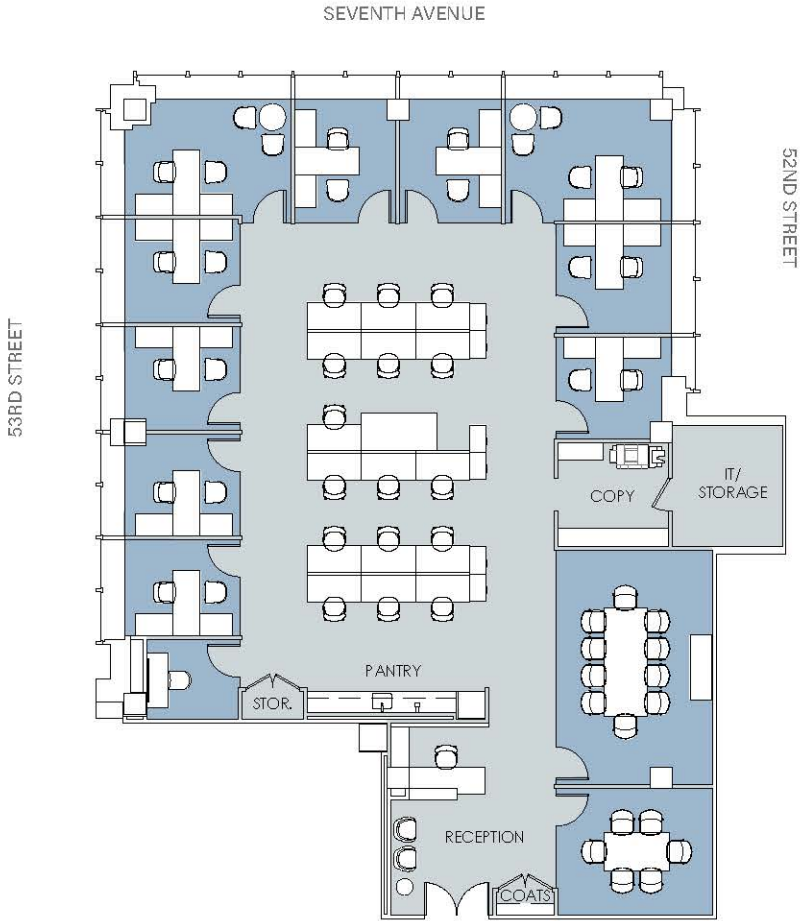 SEVENTH AVENUE
52ND STREET
53RD STREET
COPY
IT/
STORAGE
PANTRY
STOR.
RECEPTION
COATS